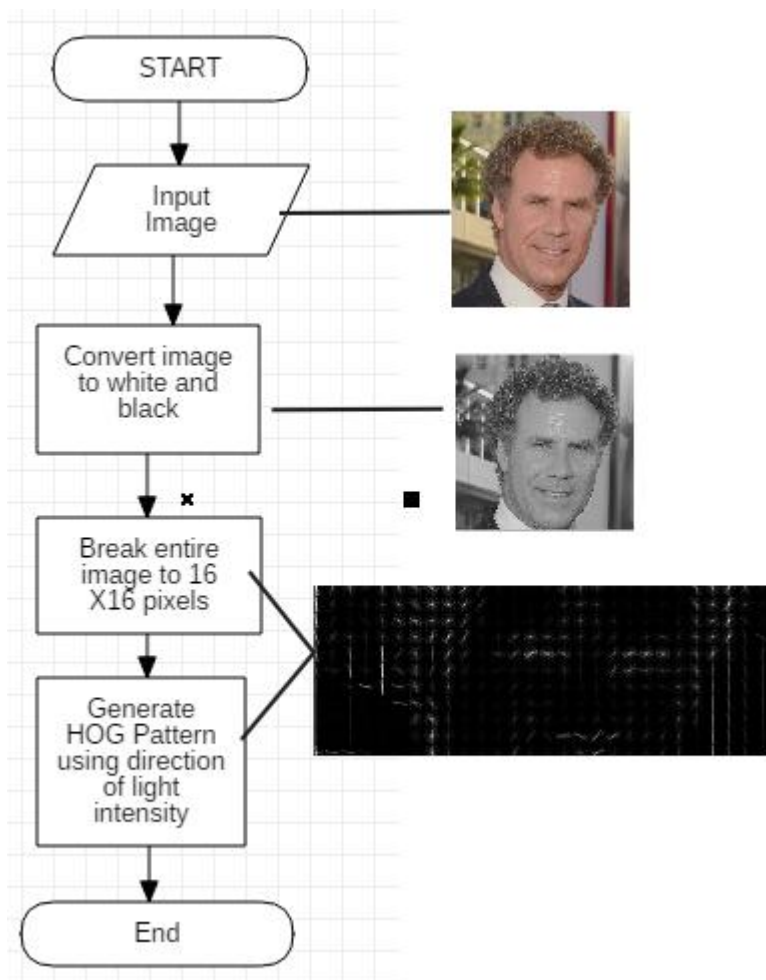 START
Input
Image
Convert image
to white and
black
Break entire
image to 16
X16 pixels
Generate
HOG Pattern
using direction
of light
intensity
End